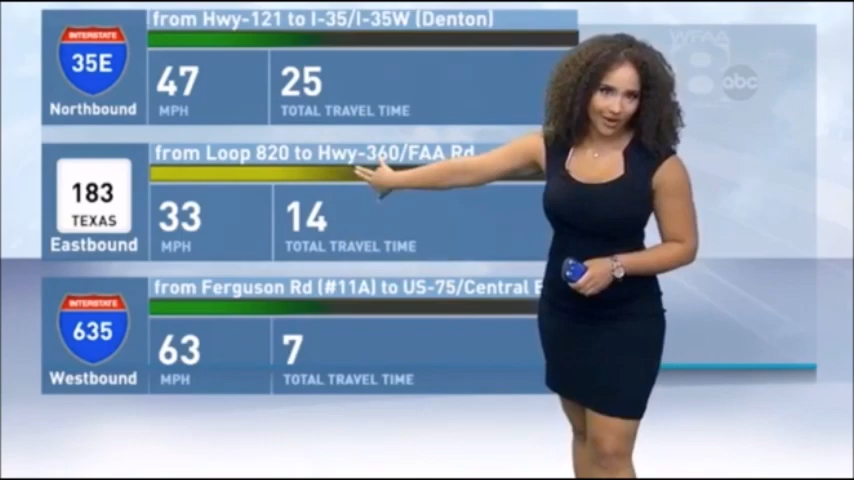 from Hwy-121 to I-35/I-35W (Denton)
INTERSTATE
35E
Northbound
47
MPH
25
TOTAL TRAVEL TIME
WFAA
8
abc
from Loop 820 to Hwy-360/FAA Rd
183
TEXAS
Eastbound
33
MPH
14
TOTAL TRAVEL TIME
from Ferguson Rd (#11A) to US-75/Central
INTERSTATE
635
Westbound
63
MPH
7
TOTAL TRAVEL TIME